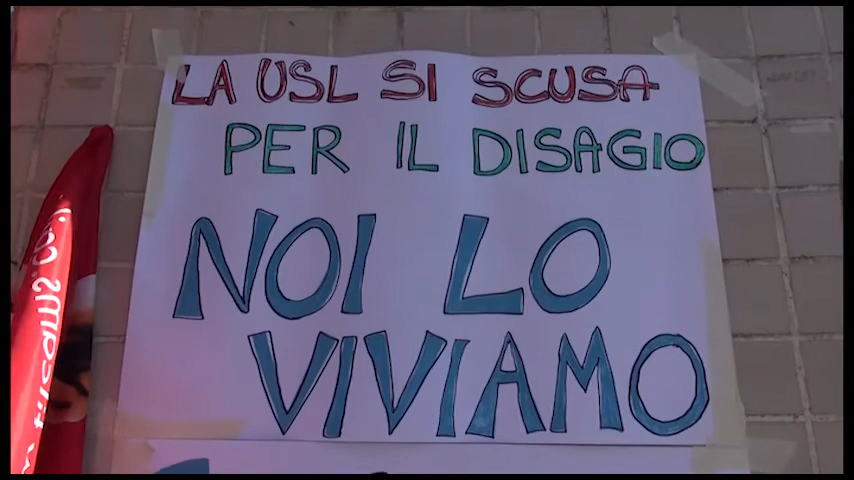 LA USL SI SCUSA
PER IL DISAGIO
NOI LO
VIVIAMO